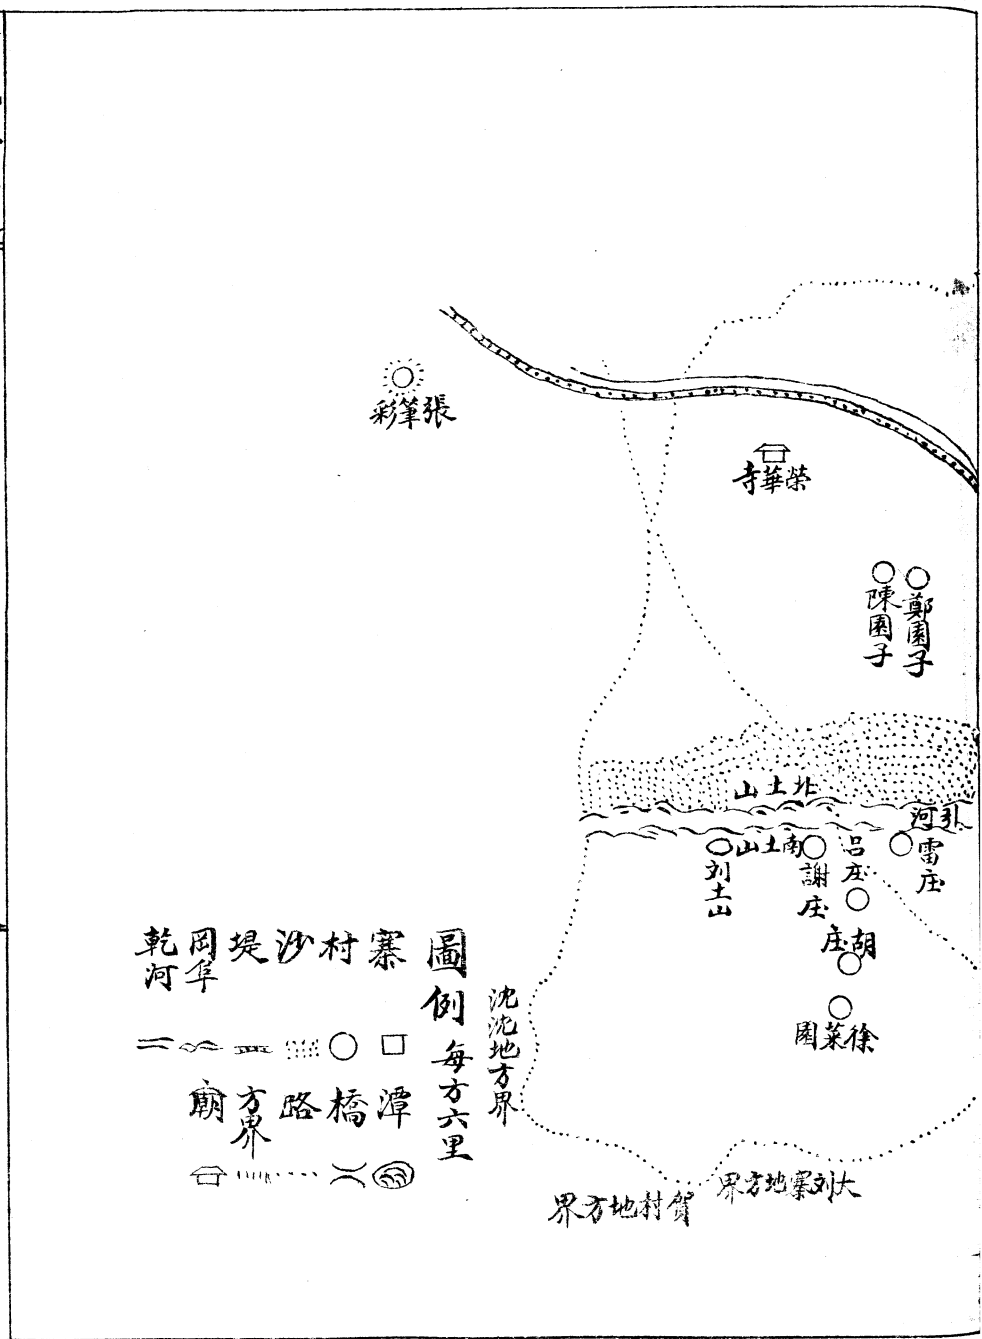 張筆彩
榮華寺
鄭園子
陳園子
北土山
引河
南土山
雷庄
呂庄
謝庄
刘土山
胡庄
徐菜園
沈沈地方界
大刘寨地方界
賀村地方界
圖例 每方六里
寨
村
沙
堤
岡阜
乾河
潭
橋
路
方界
廟